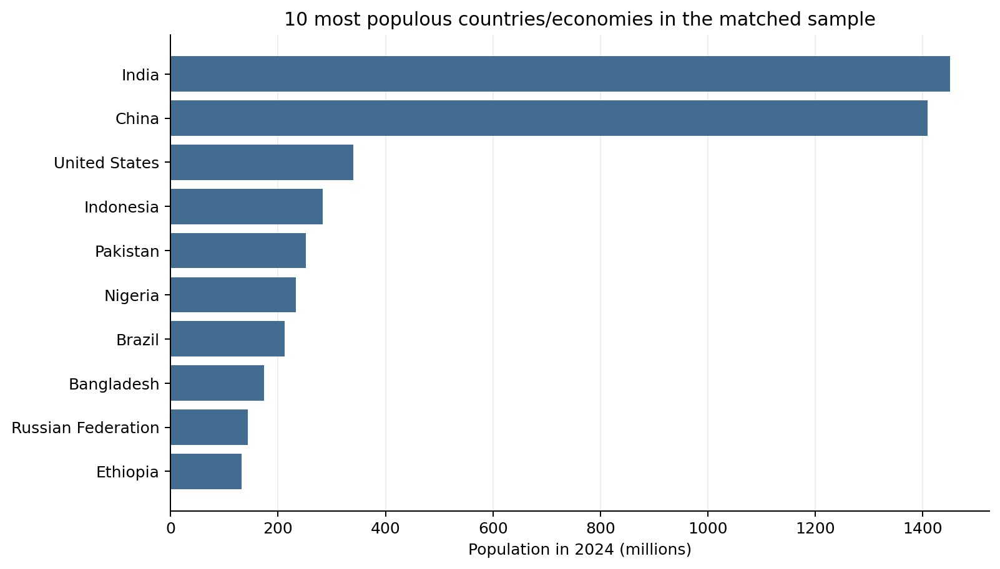 10 most populous countries/economies in the matched sample
India
China
United States
Indonesia
Pakistan
Nigeria
Brazil
Bangladesh
Russian Federation
Ethiopia
0 200 400 600 800 1000 1200 1400
Population in 2024 (millions)